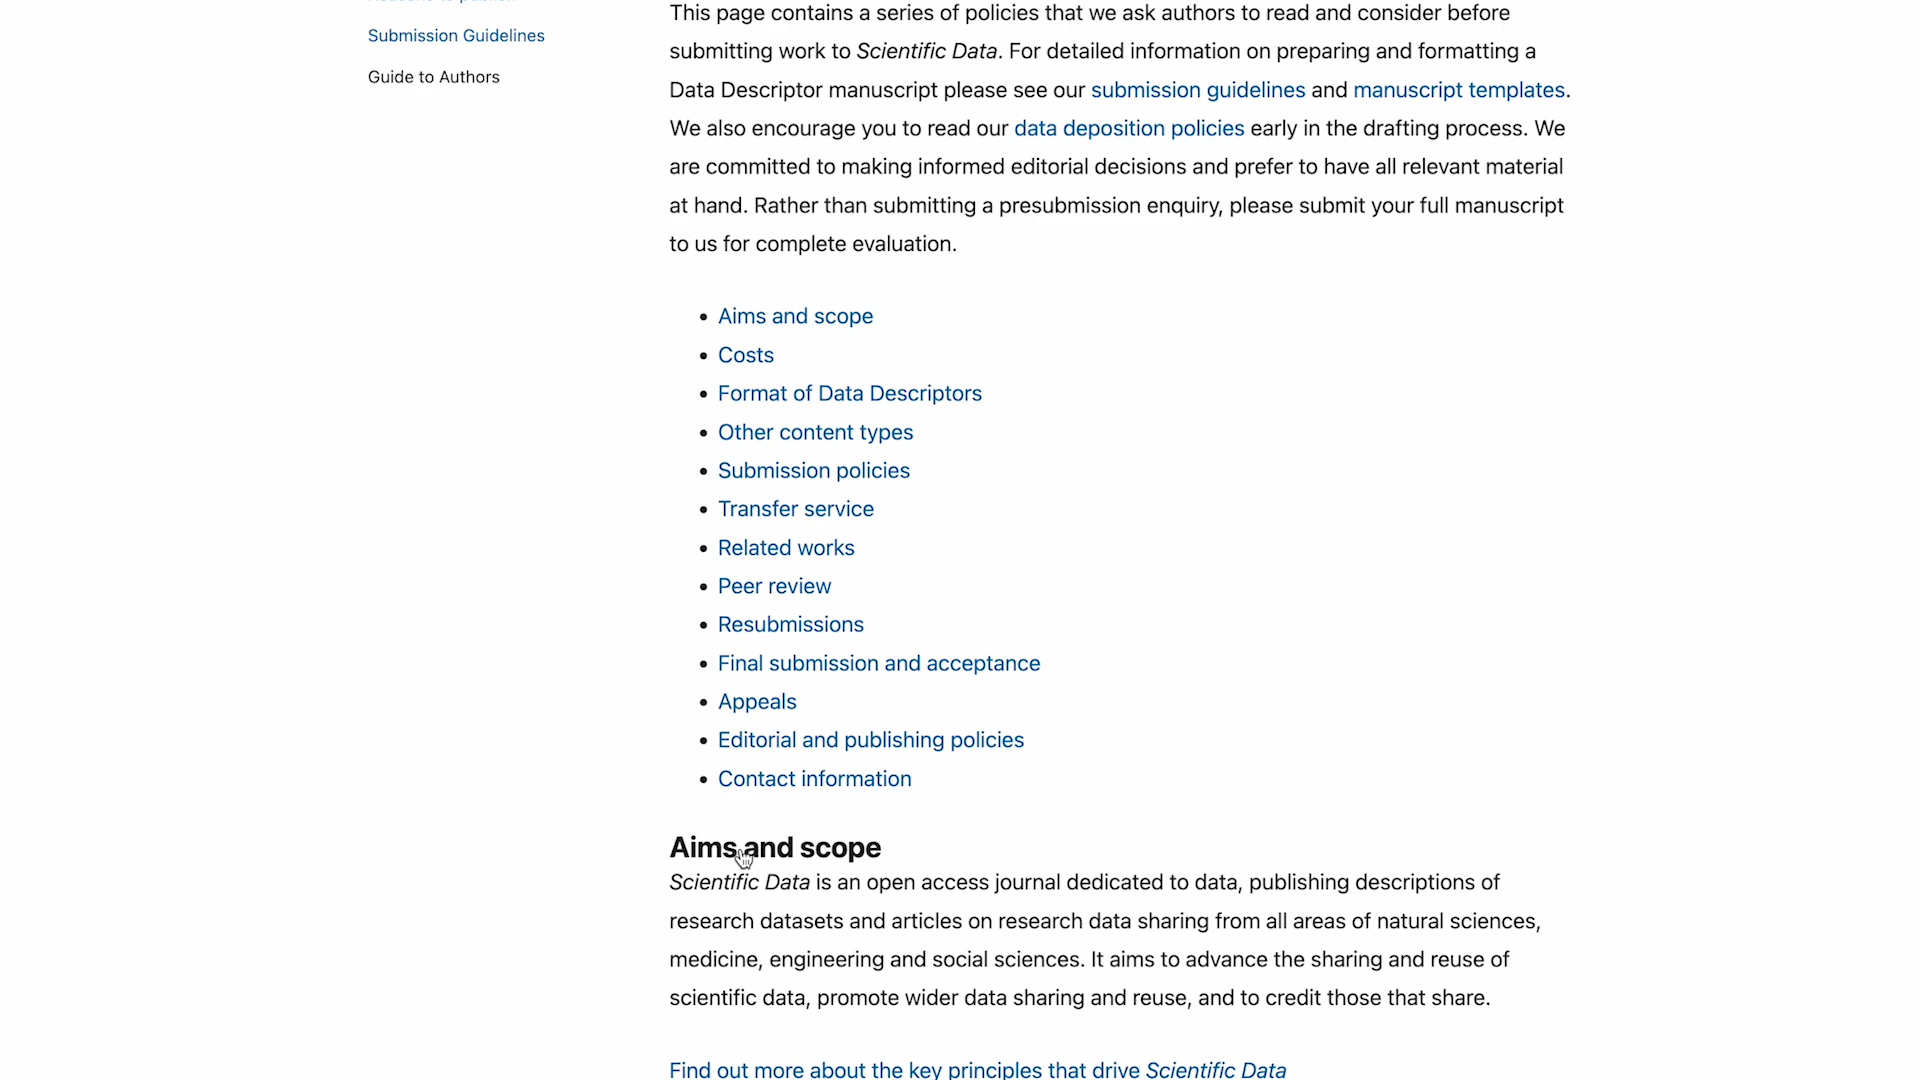 Submission Guidelines
Guide to Authors
This page contains a series of policies that we ask authors to read and consider before
submitting work to Scientific Data. For detailed information on preparing and formatting a
Data Descriptor manuscript please see our submission guidelines and manuscript templates.
We also encourage you to read our data deposition policies early in the drafting process. We
are committed to making informed editorial decisions and prefer to have all relevant material
at hand. Rather than submitting a presubmission enquiry, please submit your full manuscript
to us for complete evaluation.
• Aims and scope
• Costs
• Format of Data Descriptors
• Other content types
• Submission policies
• Transfer service
• Related works
• Peer review
• Resubmissions
• Final submission and acceptance
• Appeals
• Editorial and publishing policies
• Contact information
Aims and scope
Scientific Data is an open access journal dedicated to data, publishing descriptions of
research datasets and articles on research data sharing from all areas of natural sciences,
medicine, engineering and social sciences. It aims to advance the sharing and reuse of
scientific data, promote wider data sharing and reuse, and to credit those that share.
Find out more about the key principles that drive Scientific Data